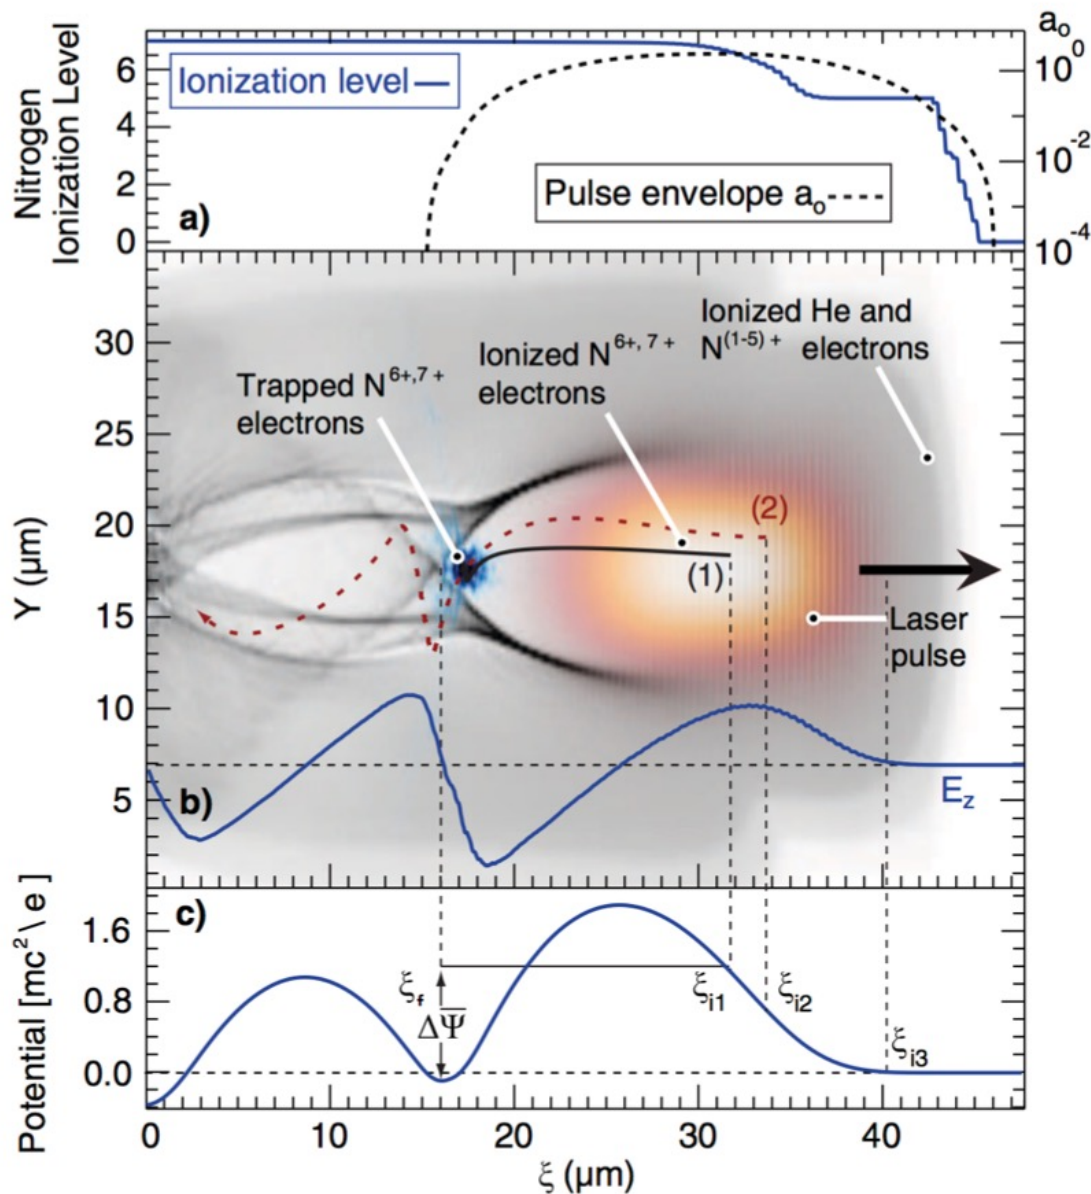 Nitrogen
Ionization Level
6
4
2
0
Ionization level
a)
Pulse envelope aₒ
aₒ
10⁰
10⁻²
10⁻⁴
Y (µm)
30
25
20
15
10
5
Trapped N⁶⁺,⁷⁺
electrons
Ionized N⁶⁺, ⁷⁺
electrons
Ionized He and
N⁽¹⁻⁵⁾⁺ electrons
(2)
(1)
Laser
pulse
b)
E_z
Potential [mc² \ e]
c)
1.6
0.8
0.0
ξ_f
ΔΨ̅
ξ_i1
ξ_i2
ξ_i3
0
10
20
30
40
ξ (µm)